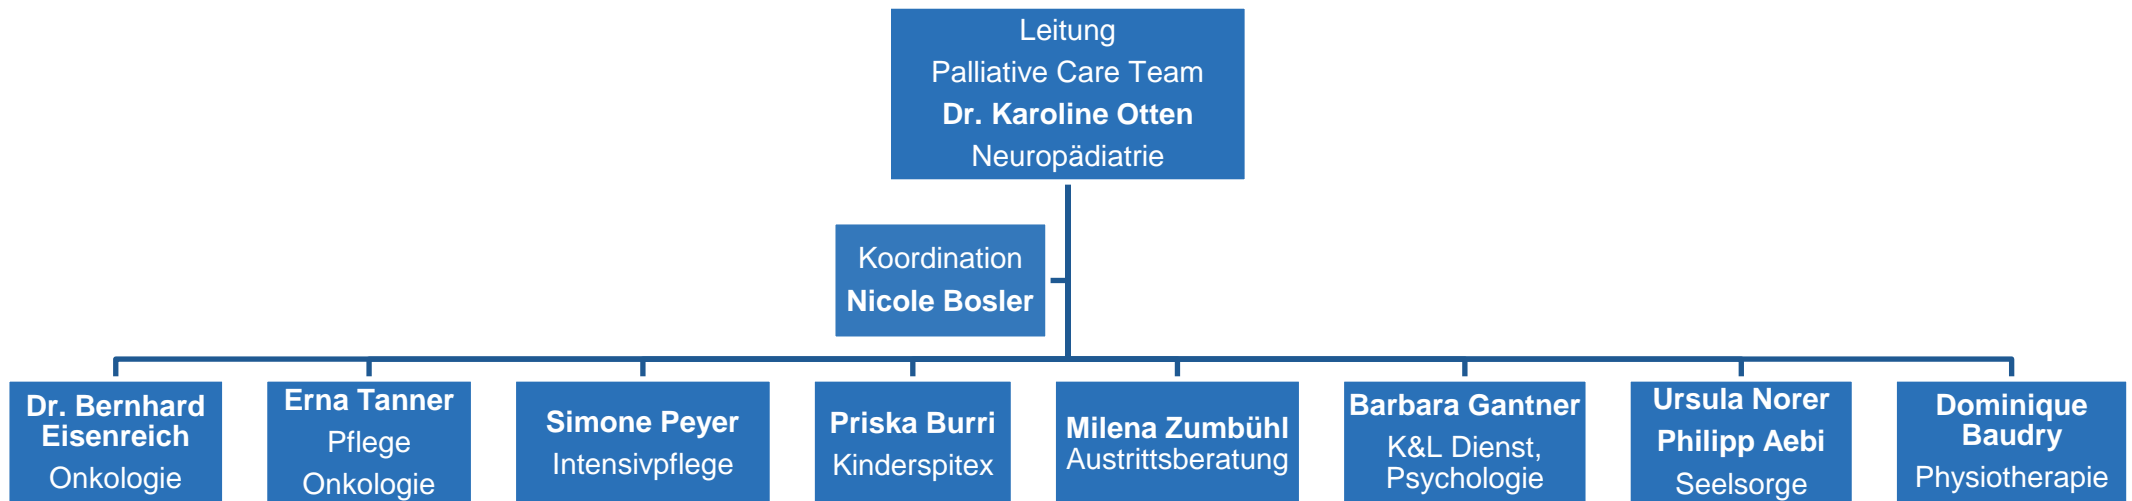 Leitung
Palliative Care Team
Dr. Karoline Otten
Neuropädiatrie
Koordination
Nicole Bosler
Dr. Bernhard
Eisenreich
Onkologie
Erna Tanner
Pflege
Onkologie
Simone Peyer
Intensivpflege
Priska Burri
Kinderspitex
Milena Zumbühl
Austrittsberatung
Barbara Gantner
K&L Dienst,
Psychologie
Ursula Norer
Philipp Aebi
Seelsorge
Dominique
Baudry
Physiotherapie